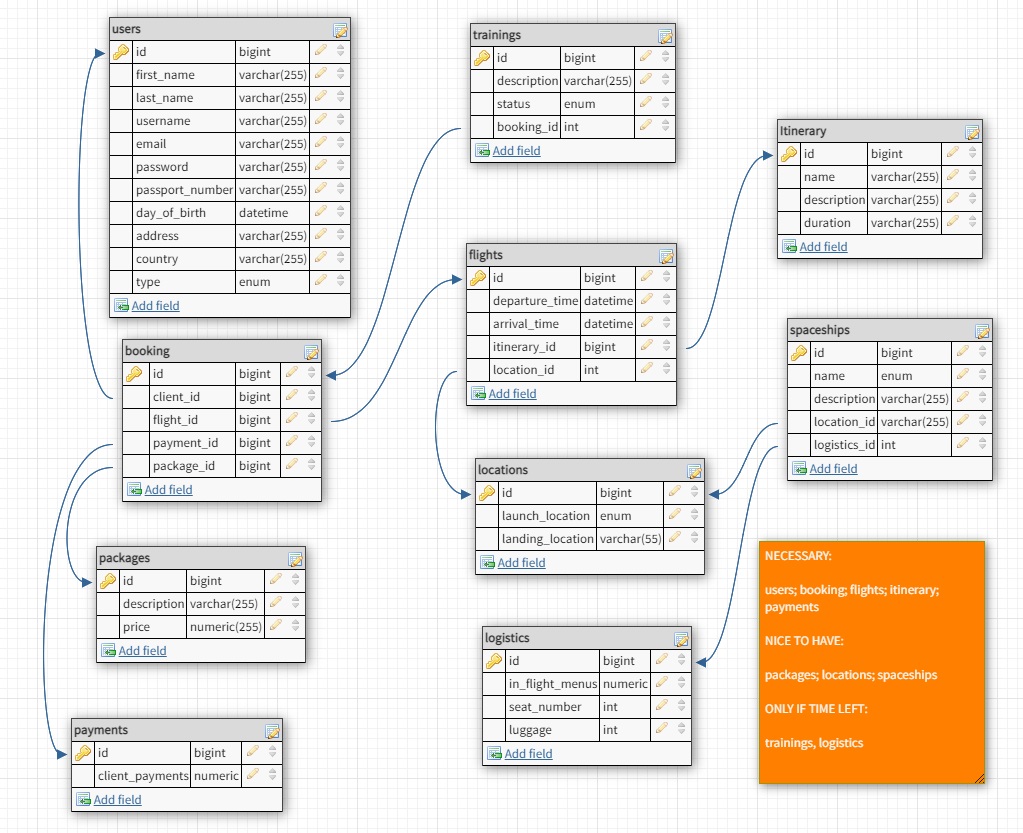 users
id bigint
first_name varchar(255)
last_name varchar(255)
username varchar(255)
email varchar(255)
password varchar(255)
passport_number varchar(255)
day_of_birth datetime
address varchar(255)
country varchar(255)
type enum
Add field
booking
id bigint
client_id bigint
flight_id bigint
payment_id bigint
package_id bigint
Add field
packages
id bigint
description varchar(255)
price numeric(255)
Add field
payments
id bigint
client_payments numeric
Add field
trainings
id bigint
description varchar(255)
status enum
booking_id int
Add field
flights
id bigint
departure_time datetime
arrival_time datetime
itinerary_id bigint
location_id int
Add field
locations
id bigint
launch_location enum
landing_location varchar(55)
Add field
logistics
id bigint
in_flight_menus numeric
seat_number int
luggage int
Add field
Itinerary
id bigint
name varchar(255)
description varchar(255)
duration varchar(255)
Add field
spaceships
id bigint
name enum
description varchar(255)
location_id varchar(255)
logistics_id int
Add field
NECESSARY:
users; booking; flights; itinerary;
payments
NICE TO HAVE:
packages; locations; spaceships
ONLY IF TIME LEFT:
trainings, logistics